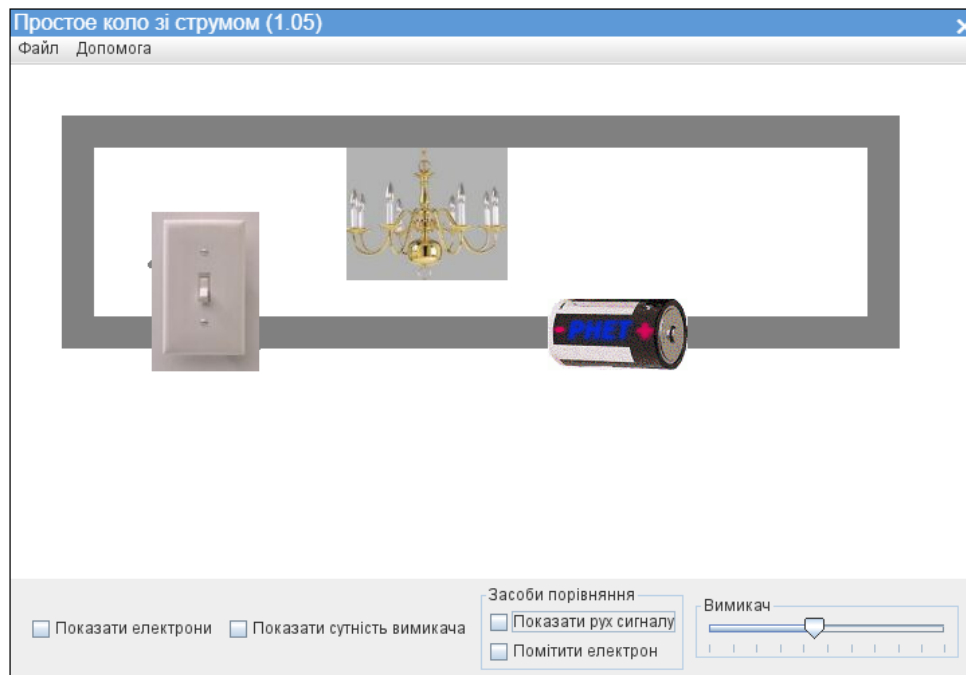 Простое коло зі струмом (1.05)
Файл Допомога
- PHET +
Засоби порівняння
Показати електрони
Показати сутність вимикача
Показати рух сигналу
Помітити електрон
Вимикач